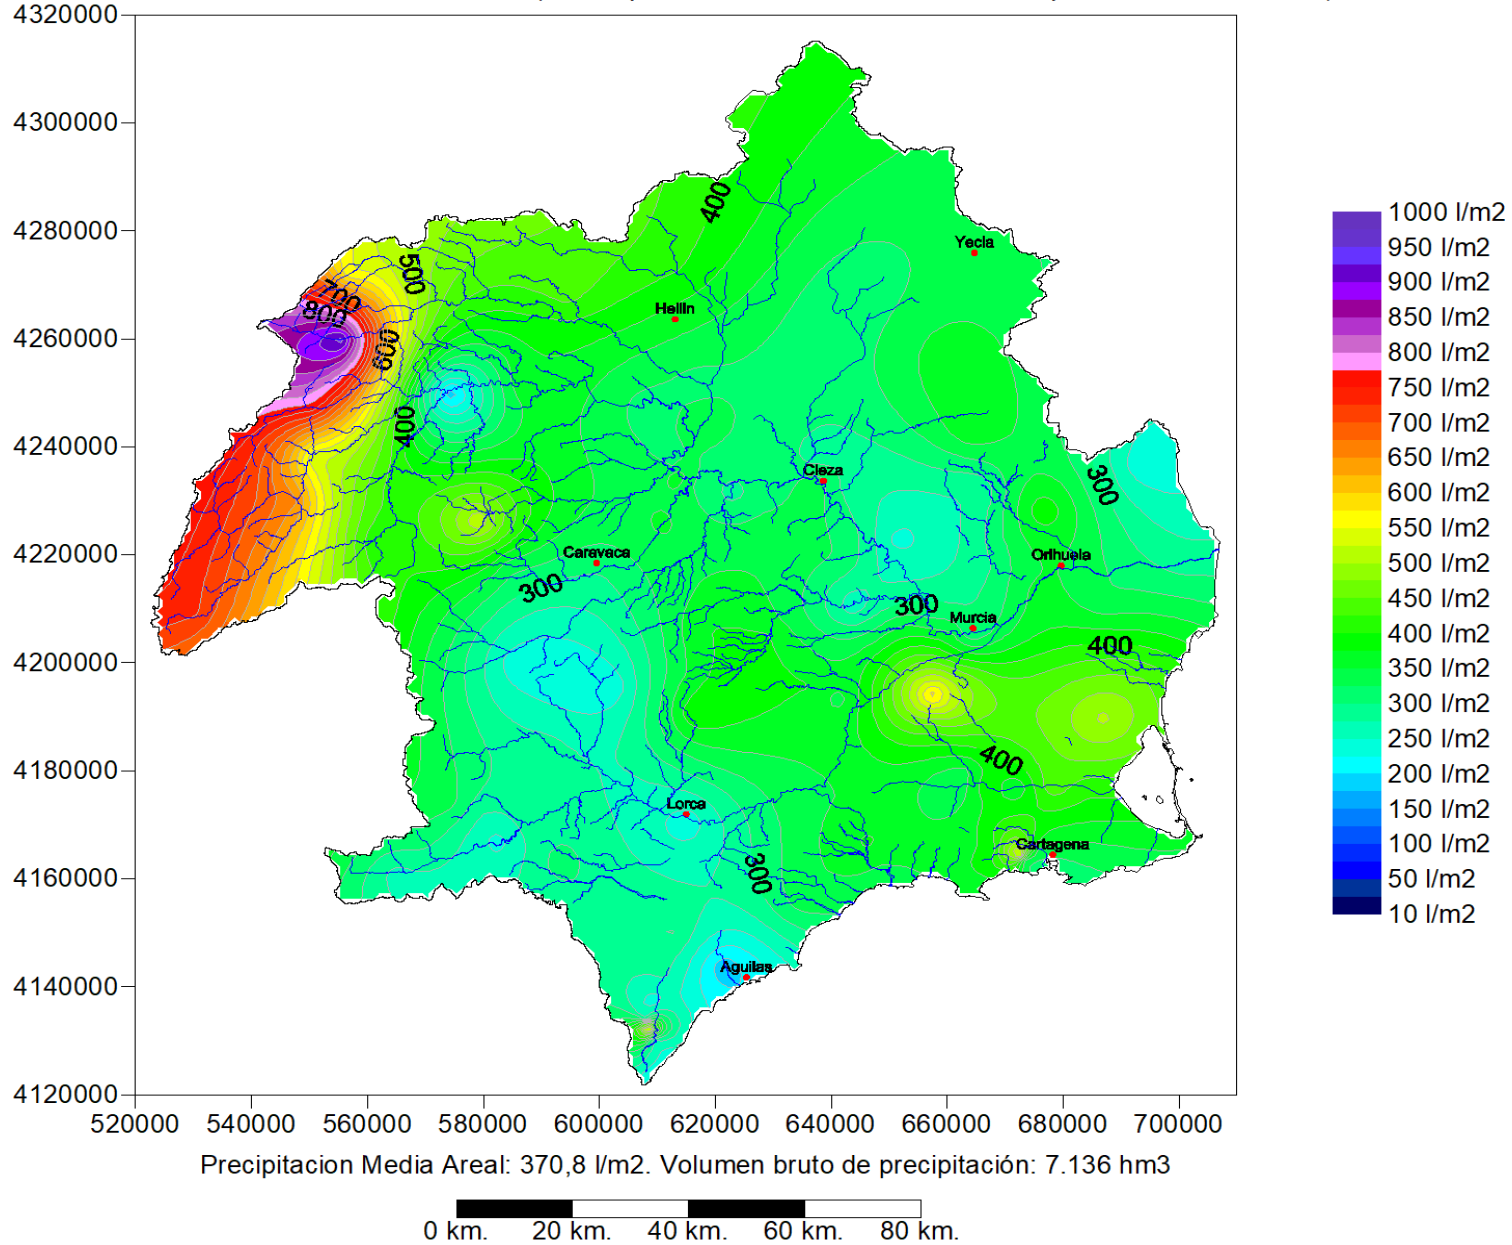 4320000
4300000
4280000
4260000
4240000
4220000
4200000
4180000
4160000
4140000
4120000
520000 540000 560000 580000 600000 620000 640000 660000 680000 700000
400
Yecla
500
700
800
Hellin
600
400
Cieza
300
Caravaca
Orihuela
300
300
Murcia
400
400
Lorca
Cartagena
300
Aguilas
1000 l/m2
950 l/m2
900 l/m2
850 l/m2
800 l/m2
750 l/m2
700 l/m2
650 l/m2
600 l/m2
550 l/m2
500 l/m2
450 l/m2
400 l/m2
350 l/m2
300 l/m2
250 l/m2
200 l/m2
150 l/m2
100 l/m2
50 l/m2
10 l/m2
Precipitacion Media Areal: 370,8 l/m2. Volumen bruto de precipitación: 7.136 hm3
0 km. 20 km. 40 km. 60 km. 80 km.